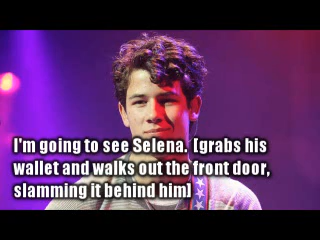 I'm going to see Selena.  [grabs his
wallet and walks out the front door,
slamming it behind him]